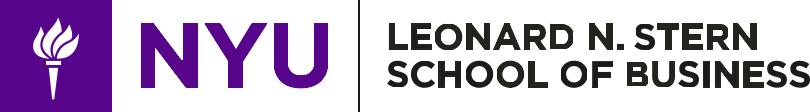 NYU
LEONARD N. STERN
SCHOOL OF BUSINESS